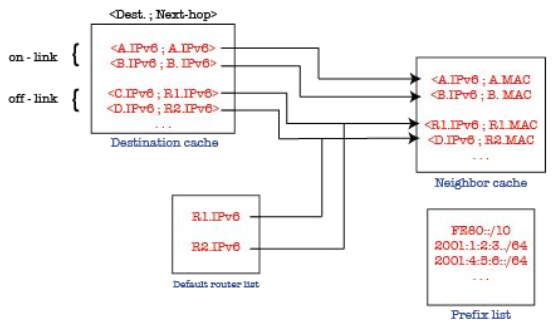 <Dest. ; Next-hop>
on - link {
<A.IPv6 ; A.IPv6>
<B.IPv6 ; B. IPv6>
off - link {
<C.IPv6 ; R1.IPv6>
<D.IPv6 ; R2.IPv6>
. . .
Destination cache
<A.IPv6 ; A.MAC
<B.IPv6 ; B. MAC
<R1.IPv6 ; R1.MAC
<D.IPv6 ; R2.MAC
. . .
Neighbor cache
R1.IPv6
R2.IPv6
Default router list
FE80::/10
2001:1:2:3../64
2001:4:5:6::/64
. . .
Prefix list